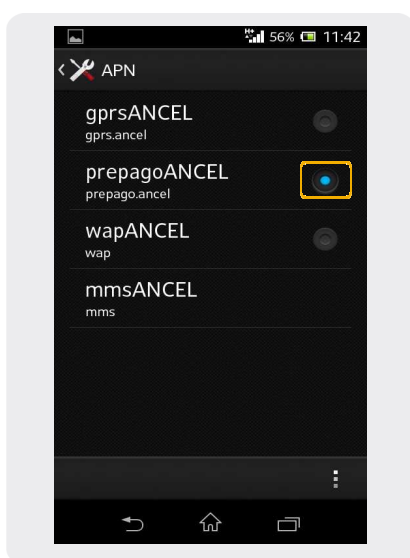 H+ 56% 11:42
APN
gprsANCEL
gprs.ancel
prepagoANCEL
prepago.ancel
wapANCEL
wap
mmsANCEL
mms